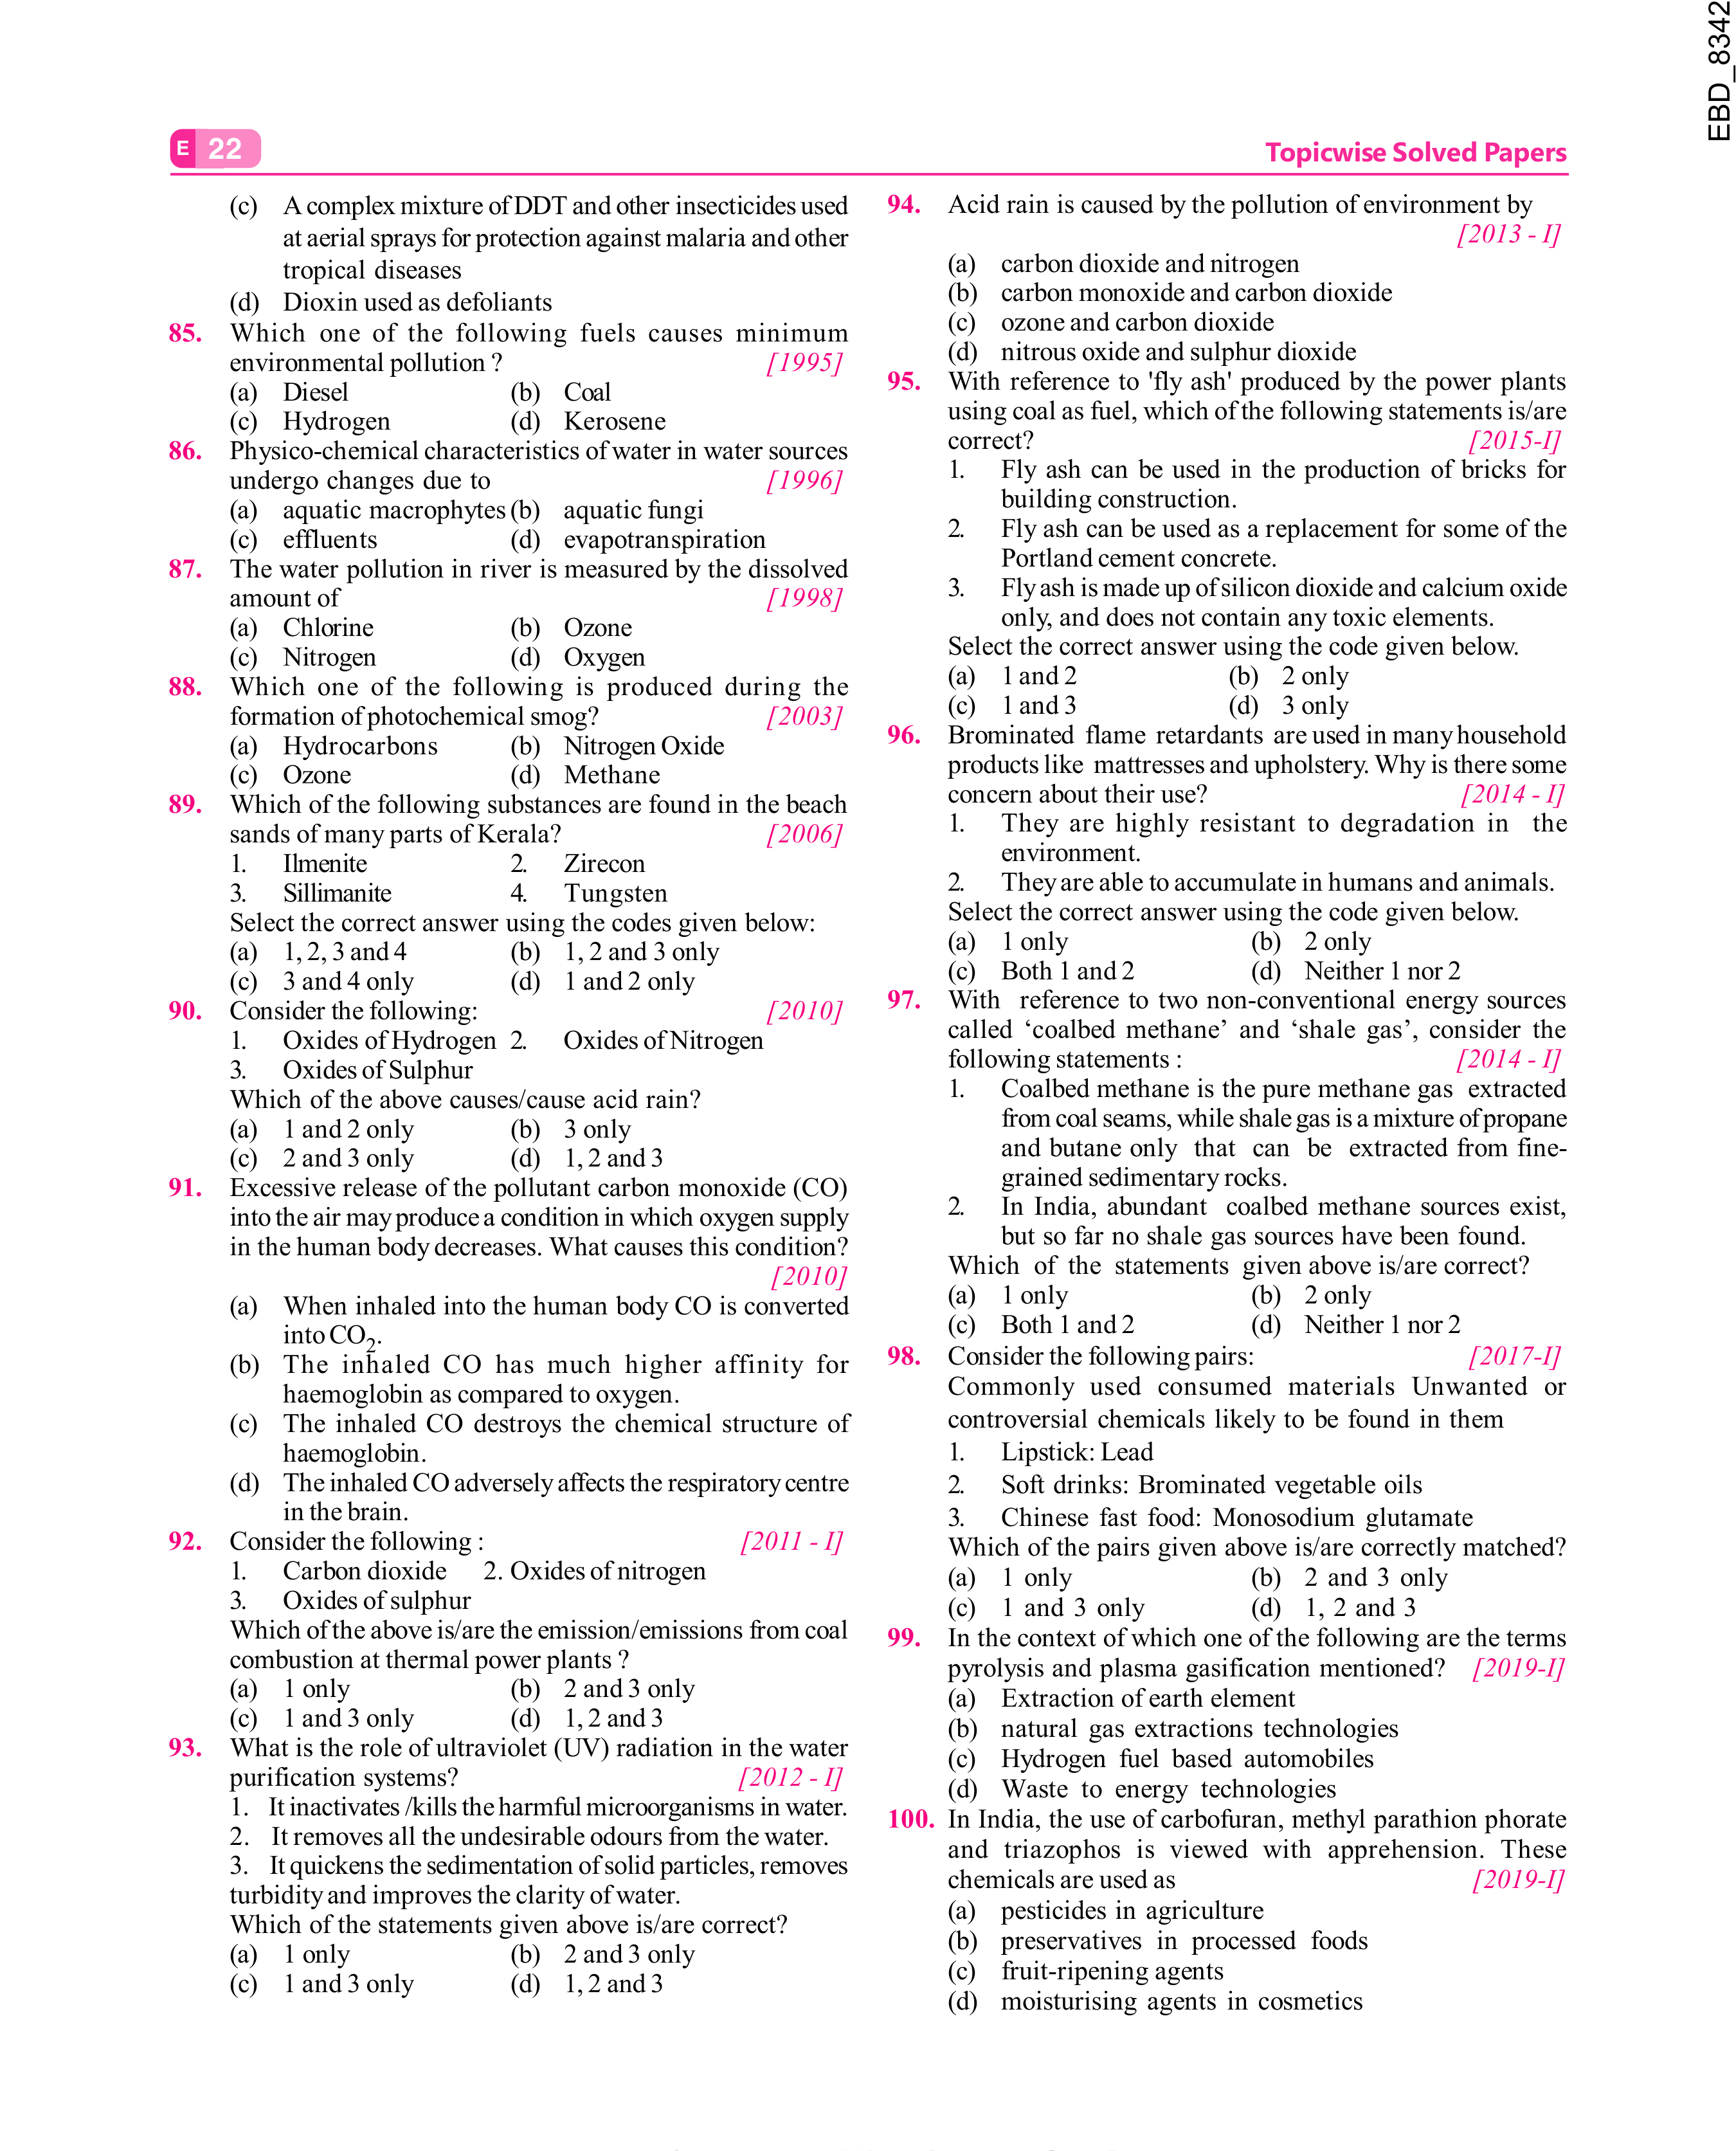 EBD_8342
E 22
Topicwise Solved Papers
(c) A complex mixture of DDT and other insecticides used
at aerial sprays for protection against malaria and other
tropical diseases
(d) Dioxin used as defoliants
85. Which one of the following fuels causes minimum
environmental pollution ? [1995]
(a) Diesel (b) Coal
(c) Hydrogen (d) Kerosene
86. Physico-chemical characteristics of water in water sources
undergo changes due to [1996]
(a) aquatic macrophytes (b) aquatic fungi
(c) effluents (d) evapotranspiration
87. The water pollution in river is measured by the dissolved
amount of [1998]
(a) Chlorine (b) Ozone
(c) Nitrogen (d) Oxygen
88. Which one of the following is produced during the
formation of photochemical smog? [2003]
(a) Hydrocarbons (b) Nitrogen Oxide
(c) Ozone (d) Methane
89. Which of the following substances are found in the beach
sands of many parts of Kerala? [2006]
1. Ilmenite 2. Zirecon
3. Sillimanite 4. Tungsten
Select the correct answer using the codes given below:
(a) 1, 2, 3 and 4 (b) 1, 2 and 3 only
(c) 3 and 4 only (d) 1 and 2 only
90. Consider the following: [2010]
1. Oxides of Hydrogen 2. Oxides of Nitrogen
3. Oxides of Sulphur
Which of the above causes/cause acid rain?
(a) 1 and 2 only (b) 3 only
(c) 2 and 3 only (d) 1, 2 and 3
91. Excessive release of the pollutant carbon monoxide (CO)
into the air may produce a condition in which oxygen supply
in the human body decreases. What causes this condition?
[2010]
(a) When inhaled into the human body CO is converted
into CO2.
(b) The inhaled CO has much higher affinity for
haemoglobin as compared to oxygen.
(c) The inhaled CO destroys the chemical structure of
haemoglobin.
(d) The inhaled CO adversely affects the respiratory centre
in the brain.
92. Consider the following : [2011 - I]
1. Carbon dioxide 2. Oxides of nitrogen
3. Oxides of sulphur
Which of the above is/are the emission/emissions from coal
combustion at thermal power plants ?
(a) 1 only (b) 2 and 3 only
(c) 1 and 3 only (d) 1, 2 and 3
93. What is the role of ultraviolet (UV) radiation in the water
purification systems? [2012 - I]
1. It inactivates /kills the harmful microorganisms in water.
2. It removes all the undesirable odours from the water.
3. It quickens the sedimentation of solid particles, removes
turbidity and improves the clarity of water.
Which of the statements given above is/are correct?
(a) 1 only (b) 2 and 3 only
(c) 1 and 3 only (d) 1, 2 and 3
94. Acid rain is caused by the pollution of environment by
[2013 - I]
(a) carbon dioxide and nitrogen
(b) carbon monoxide and carbon dioxide
(c) ozone and carbon dioxide
(d) nitrous oxide and sulphur dioxide
95. With reference to 'fly ash' produced by the power plants
using coal as fuel, which of the following statements is/are
correct? [2015-I]
1. Fly ash can be used in the production of bricks for
building construction.
2. Fly ash can be used as a replacement for some of the
Portland cement concrete.
3. Fly ash is made up of silicon dioxide and calcium oxide
only, and does not contain any toxic elements.
Select the correct answer using the code given below.
(a) 1 and 2 (b) 2 only
(c) 1 and 3 (d) 3 only
96. Brominated flame retardants are used in many household
products like mattresses and upholstery. Why is there some
concern about their use? [2014 - I]
1. They are highly resistant to degradation in the
environment.
2. They are able to accumulate in humans and animals.
Select the correct answer using the code given below.
(a) 1 only (b) 2 only
(c) Both 1 and 2 (d) Neither 1 nor 2
97. With reference to two non-conventional energy sources
called ‘coalbed methane’ and ‘shale gas’, consider the
following statements : [2014 - I]
1. Coalbed methane is the pure methane gas extracted
from coal seams, while shale gas is a mixture of propane
and butane only that can be extracted from fine-
grained sedimentary rocks.
2. In India, abundant coalbed methane sources exist,
but so far no shale gas sources have been found.
Which of the statements given above is/are correct?
(a) 1 only (b) 2 only
(c) Both 1 and 2 (d) Neither 1 nor 2
98. Consider the following pairs: [2017-I]
Commonly used consumed materials Unwanted or
controversial chemicals likely to be found in them
1. Lipstick: Lead
2. Soft drinks: Brominated vegetable oils
3. Chinese fast food: Monosodium glutamate
Which of the pairs given above is/are correctly matched?
(a) 1 only (b) 2 and 3 only
(c) 1 and 3 only (d) 1, 2 and 3
99. In the context of which one of the following are the terms
pyrolysis and plasma gasification mentioned? [2019-I]
(a) Extraction of earth element
(b) natural gas extractions technologies
(c) Hydrogen fuel based automobiles
(d) Waste to energy technologies
100. In India, the use of carbofuran, methyl parathion phorate
and triazophos is viewed with apprehension. These
chemicals are used as [2019-I]
(a) pesticides in agriculture
(b) preservatives in processed foods
(c) fruit-ripening agents
(d) moisturising agents in cosmetics